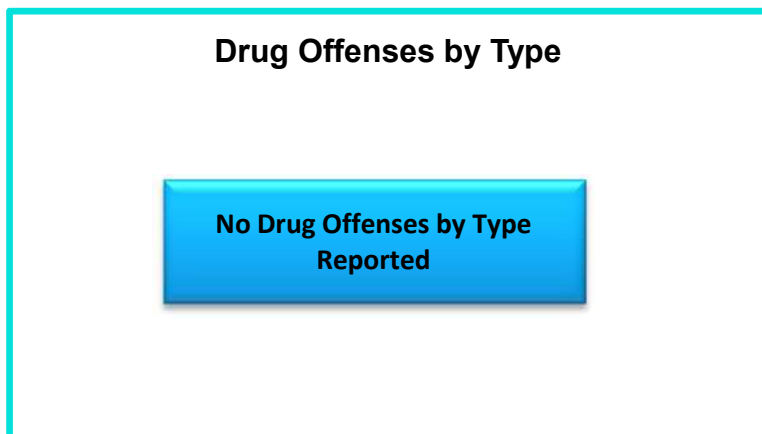 Drug Offenses by Type
No Drug Offenses by Type
Reported